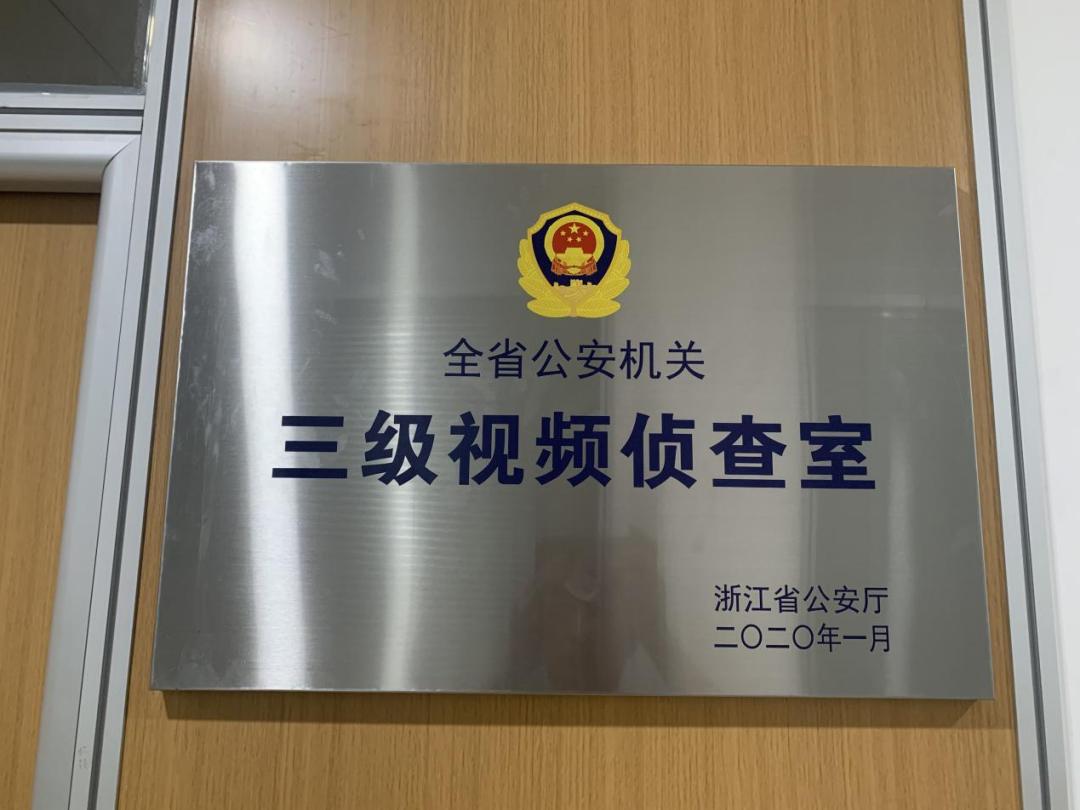 全省公安机关
三级视频侦查室
浙江省公安厅
二〇二〇年一月